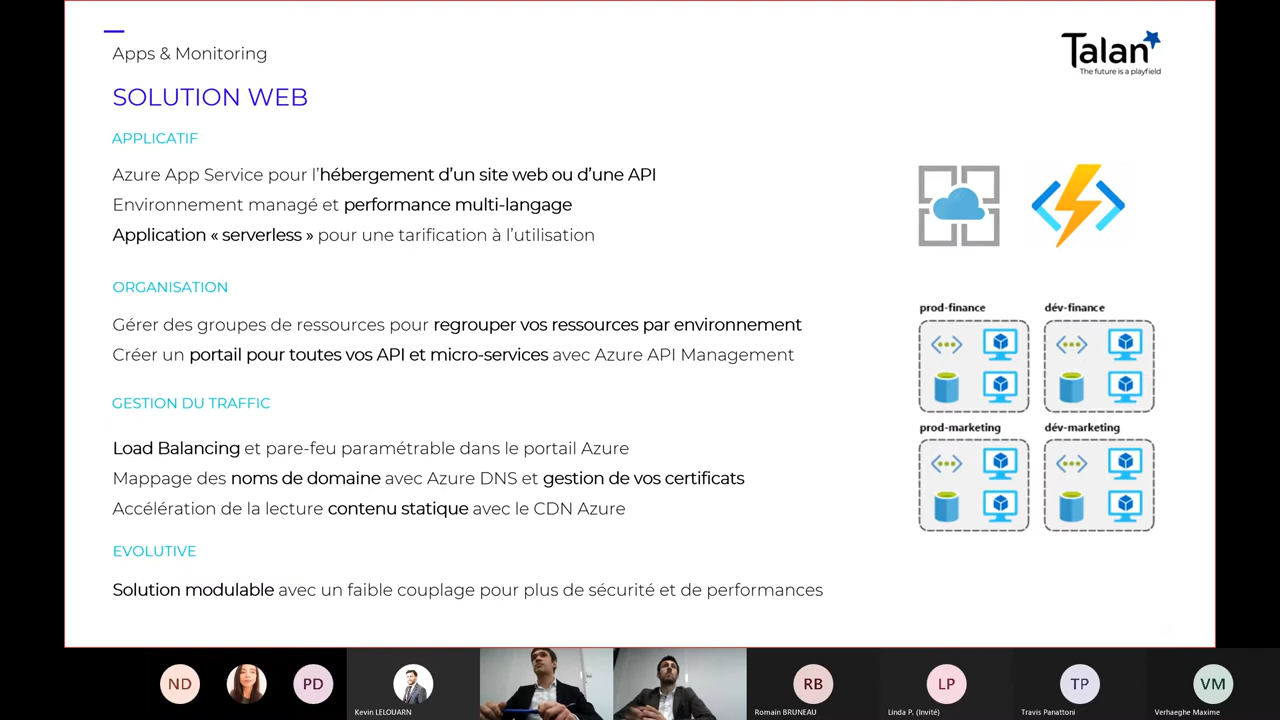 Apps & Monitoring
Talan
The future is a playfield
SOLUTION WEB
APPLICATIF
Azure App Service pour l’hébergement d’un site web ou d’une API
Environnement managé et performance multi-langage
Application « serverless » pour une tarification à l’utilisation
ORGANISATION
Gérer des groupes de ressources pour regrouper vos ressources par environnement
Créer un portail pour toutes vos API et micro-services avec Azure API Management
GESTION DU TRAFFIC
Load Balancing et pare-feu paramétrable dans le portail Azure
Mappage des noms de domaine avec Azure DNS et gestion de vos certificats
Accélération de la lecture contenu statique avec le CDN Azure
EVOLUTIVE
Solution modulable avec un faible couplage pour plus de sécurité et de performances
prod-finance
dév-finance
prod-marketing
dév-marketing
ND
PD
Kevin LELOUARN
RB
Romain BRUNEAU
LP
Linda P. (Invité)
TP
Travis Panattoni
VM
Verhaeghe Maxime